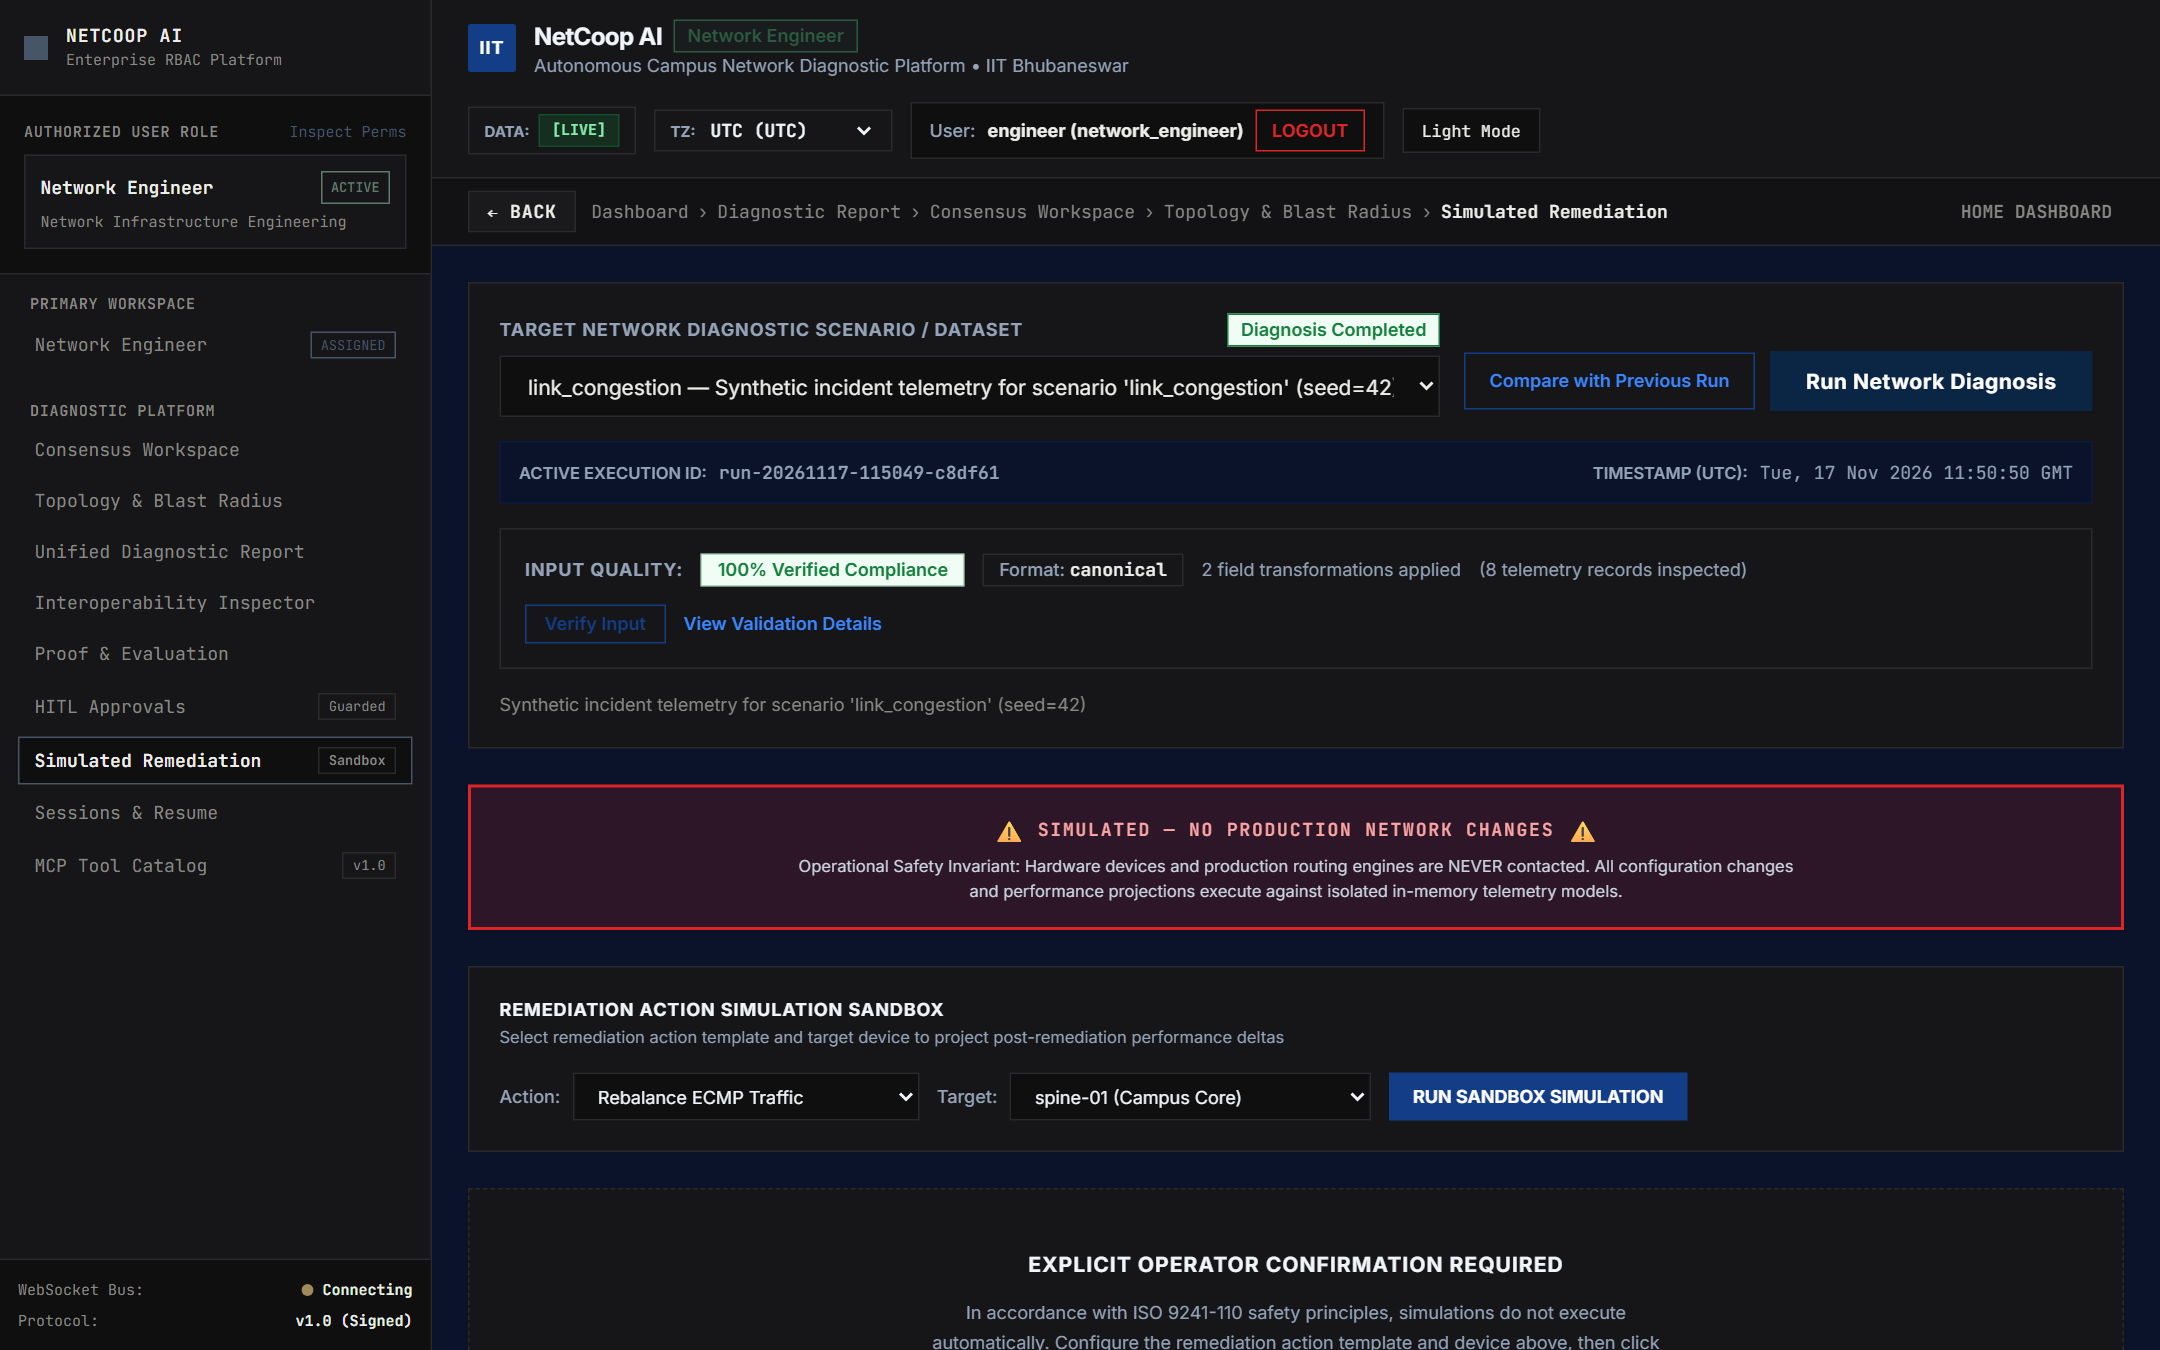 NETCOOP AI
Enterprise RBAC Platform
AUTHORIZED USER ROLE Inspect Perms
Network Engineer ACTIVE
Network Infrastructure Engineering
PRIMARY WORKSPACE
Network Engineer ASSIGNED
DIAGNOSTIC PLATFORM
Consensus Workspace
Topology & Blast Radius
Unified Diagnostic Report
Interoperability Inspector
Proof & Evaluation
HITL Approvals Guarded
Simulated Remediation Sandbox
Sessions & Resume
MCP Tool Catalog v1.0
WebSocket Bus: Connecting
Protocol: v1.0 (Signed)
IIT NetCoop AI Network Engineer
Autonomous Campus Network Diagnostic Platform • IIT Bhubaneswar
DATA: [LIVE] TZ: UTC (UTC) User: engineer (network_engineer) LOGOUT Light Mode
← BACK Dashboard › Diagnostic Report › Consensus Workspace › Topology & Blast Radius › Simulated Remediation HOME DASHBOARD
TARGET NETWORK DIAGNOSTIC SCENARIO / DATASET Diagnosis Completed
link_congestion — Synthetic incident telemetry for scenario 'link_congestion' (seed=42) Compare with Previous Run Run Network Diagnosis
ACTIVE EXECUTION ID: run-20261117-115049-c8df61 TIMESTAMP (UTC): Tue, 17 Nov 2026 11:50:50 GMT
INPUT QUALITY: 100% Verified Compliance Format: canonical 2 field transformations applied (8 telemetry records inspected)
Verify Input View Validation Details
Synthetic incident telemetry for scenario 'link_congestion' (seed=42)
⚠ SIMULATED — NO PRODUCTION NETWORK CHANGES ⚠
Operational Safety Invariant: Hardware devices and production routing engines are NEVER contacted. All configuration changes
and performance projections execute against isolated in-memory telemetry models.
REMEDIATION ACTION SIMULATION SANDBOX
Select remediation action template and target device to project post-remediation performance deltas
Action: Rebalance ECMP Traffic Target: spine-01 (Campus Core) RUN SANDBOX SIMULATION
EXPLICIT OPERATOR CONFIRMATION REQUIRED
In accordance with ISO 9241-110 safety principles, simulations do not execute
automatically. Configure the remediation action template and device above, then click